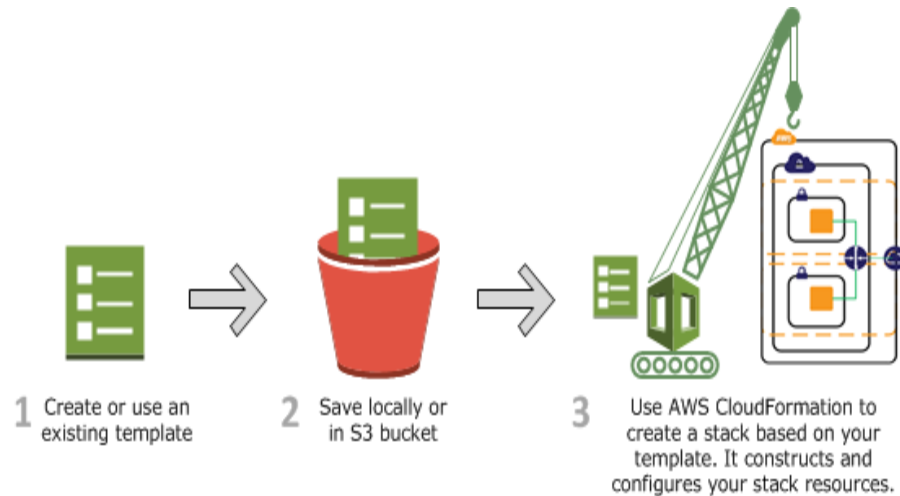 AWS
1 Create or use an
existing template
2 Save locally or
in S3 bucket
3 Use AWS CloudFormation to
create a stack based on your
template. It constructs and
configures your stack resources.